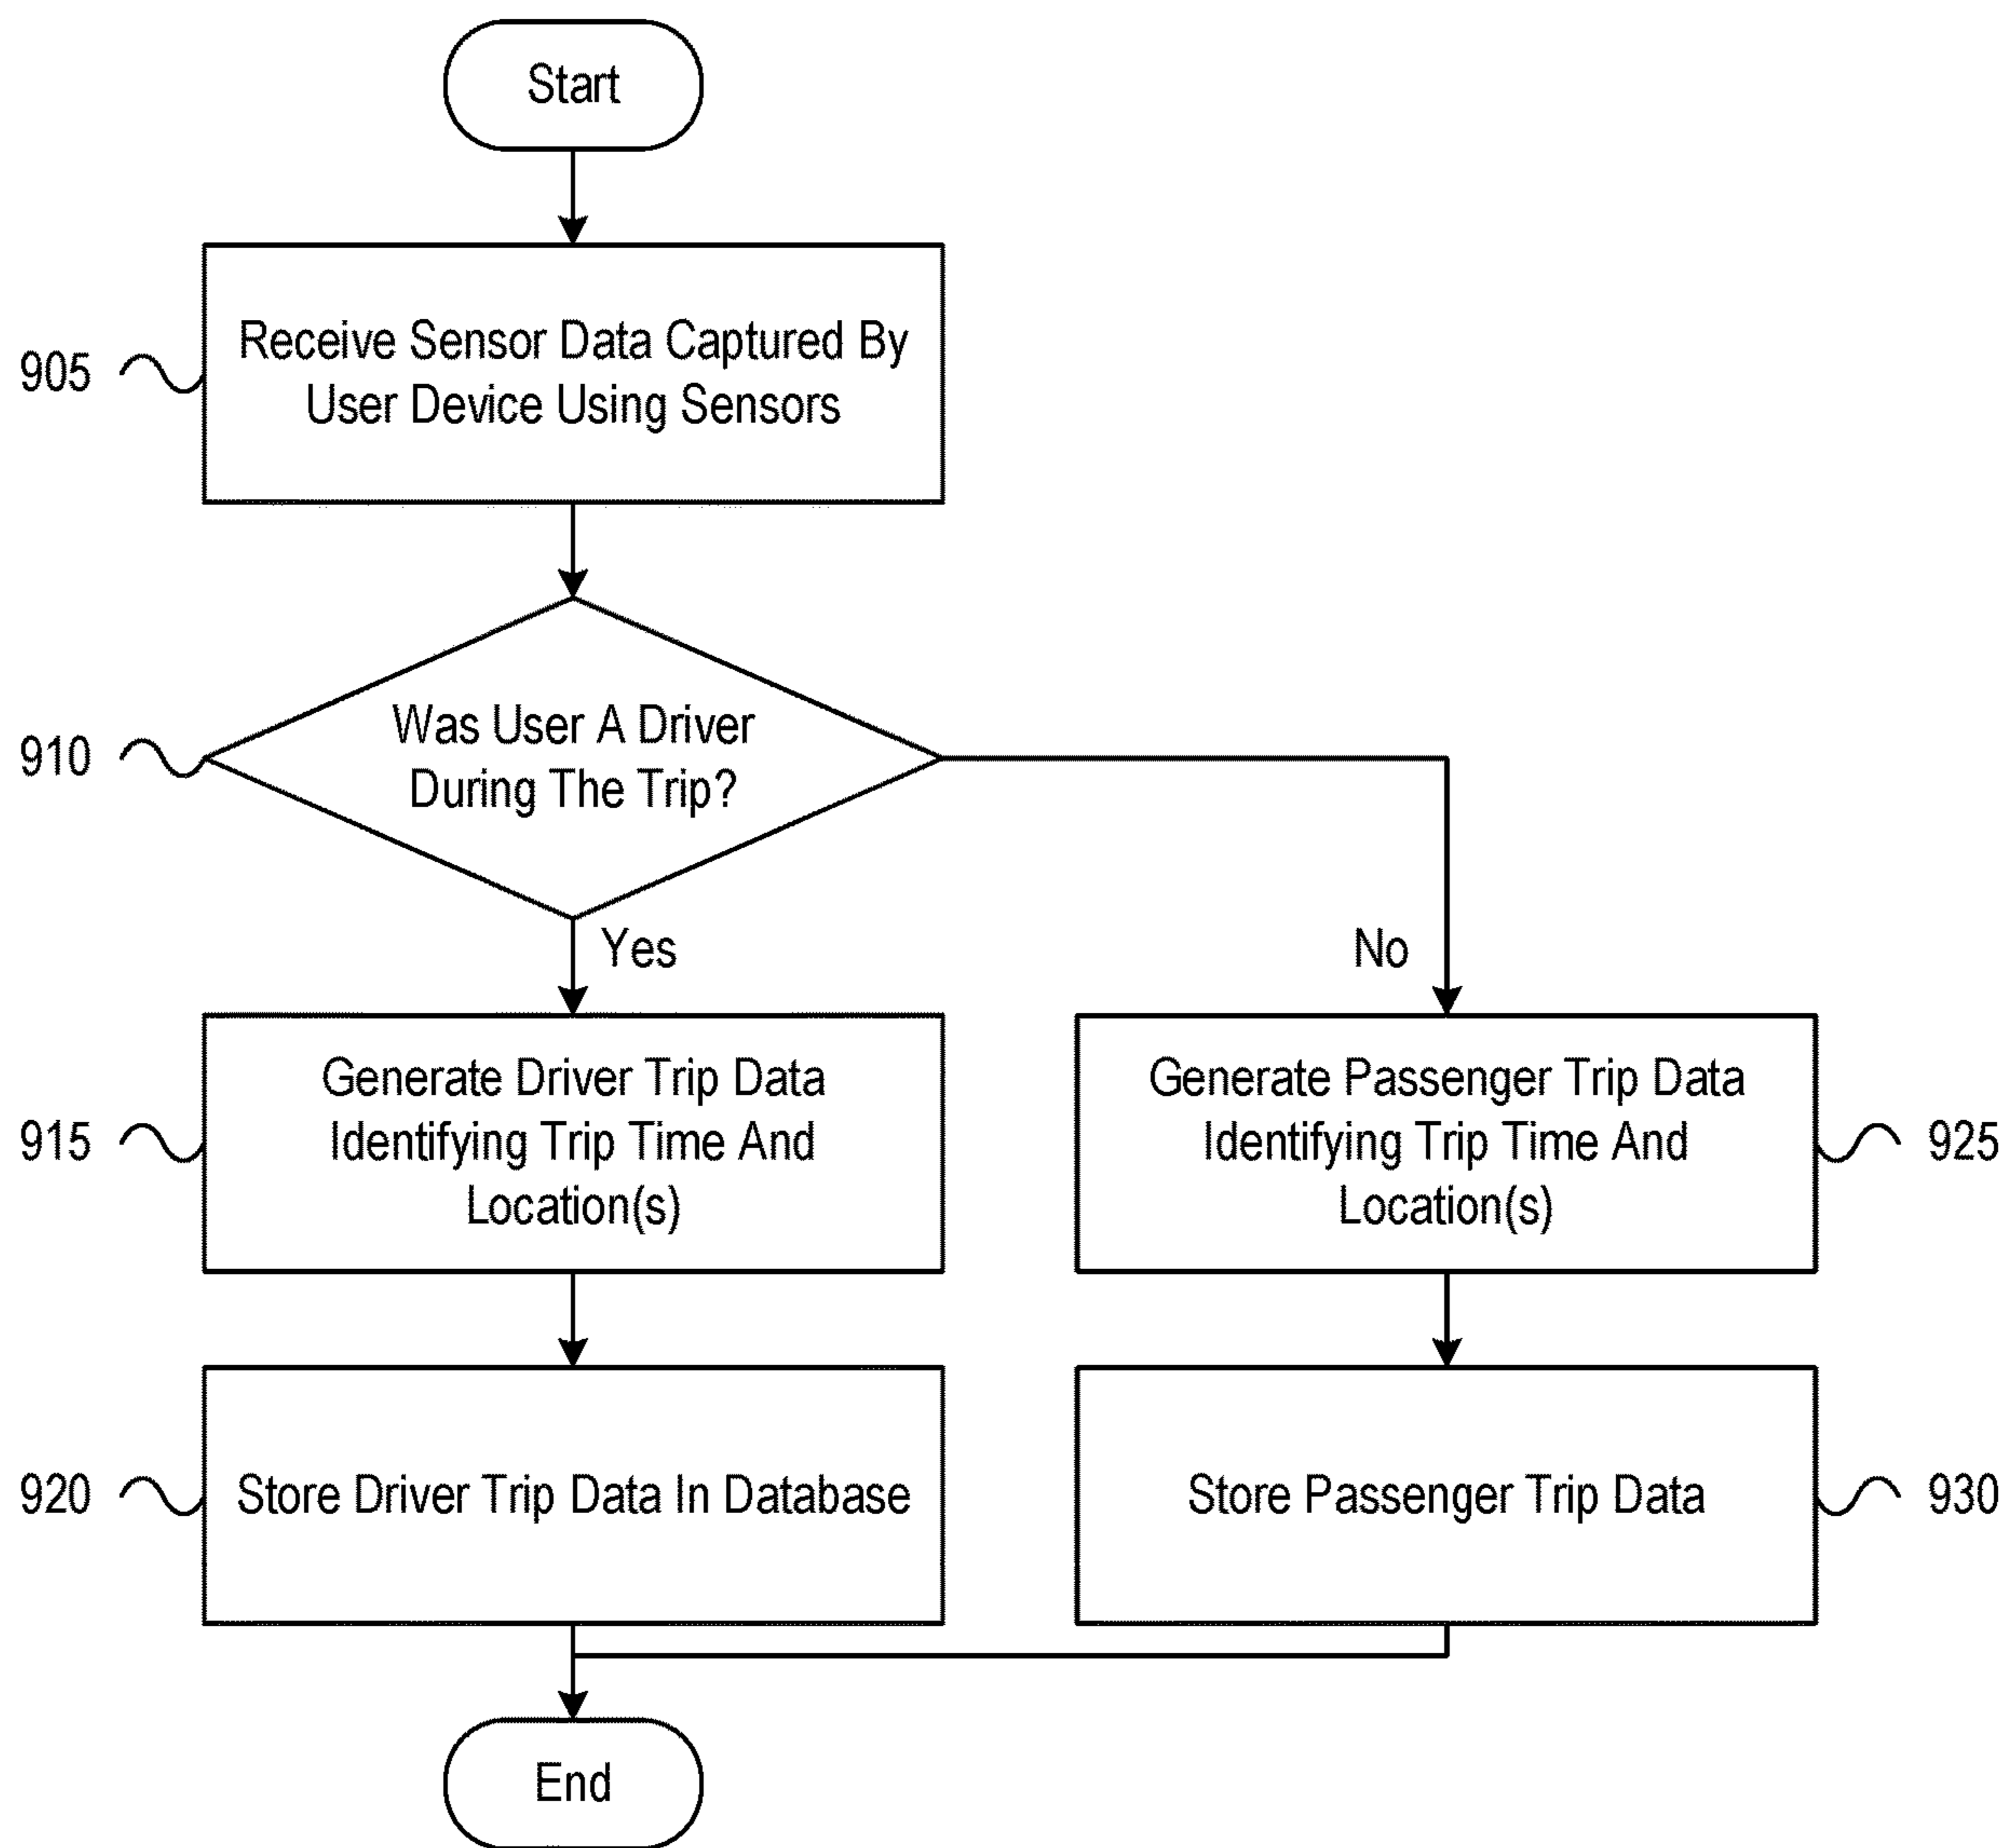 Start
905
Receive Sensor Data Captured By
User Device Using Sensors
910
Was User A Driver
During The Trip?
Yes
No
915
Generate Driver Trip Data
Identifying Trip Time And
Location(s)
Generate Passenger Trip Data
Identifying Trip Time And
Location(s)
925
920
Store Driver Trip Data In Database
Store Passenger Trip Data
930
End